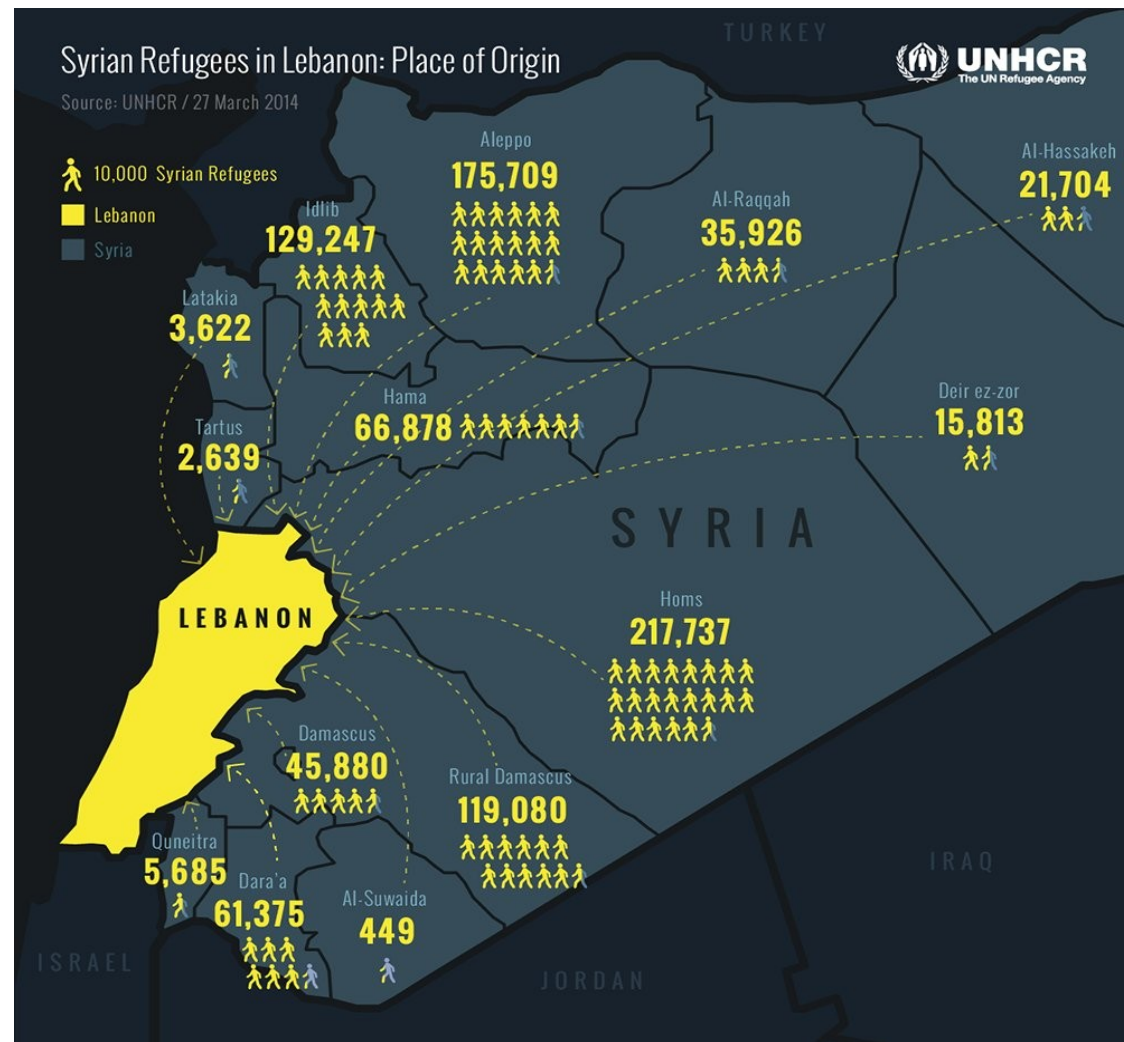 TURKEY
Syrian Refugees in Lebanon: Place of Origin
UNHCR
The UN Refugee Agency
Source: UNHCR / 27 March 2014
10,000 Syrian Refugees
Lebanon
Syria
Aleppo
175,709
Al-Hassakeh
21,704
Al-Raqqah
35,926
Idlib
129,247
Latakia
3,622
Hama
66,878
Deir ez-zor
15,813
Tartus
2,639
SYRIA
LEBANON
Homs
217,737
Damascus
45,880
Rural Damascus
119,080
Quneitra
5,685
Dara'a
61,375
Al-Suwaida
449
IRAQ
ISRAEL
JORDAN